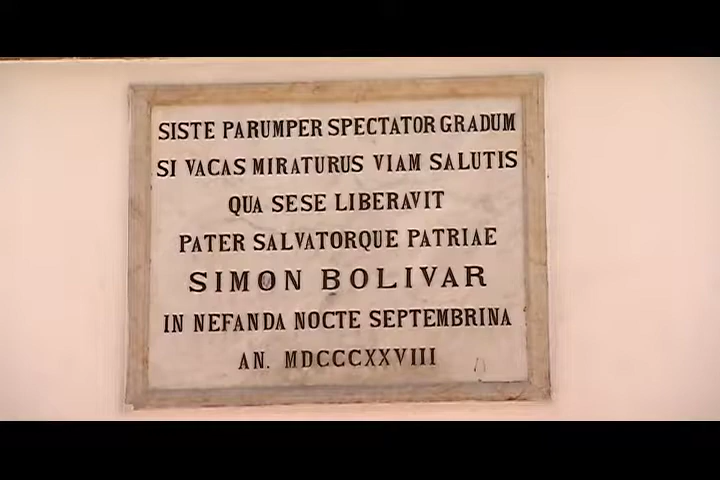 SISTE PARUMPER SPECTATOR GRADUM
SI VACAS MIRATURUS VIAM SALUTIS
QUA SESE LIBERAVIT
PATER SALVATORQUE PATRIAE
SIMON BOLIVAR
IN NEFANDA NOCTE SEPTEMBRINA
AN. MDCCCXXVIII